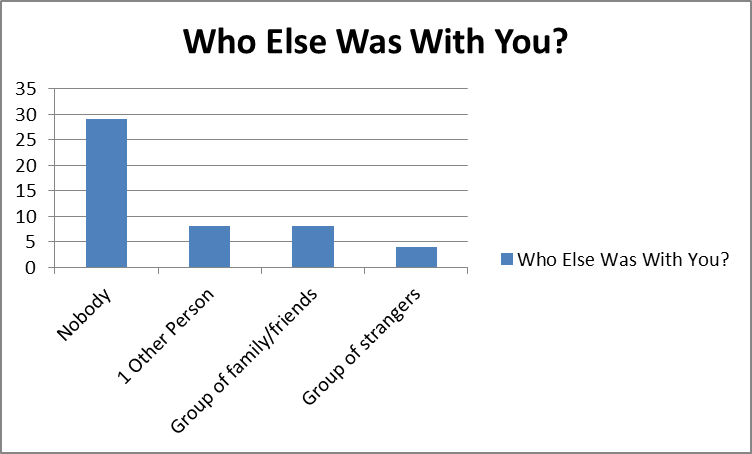 Who Else Was With You?
35
30
25
20
15
10
5
0
Nobody
1 Other Person
Group of family/friends
Group of strangers
Who Else Was With You?